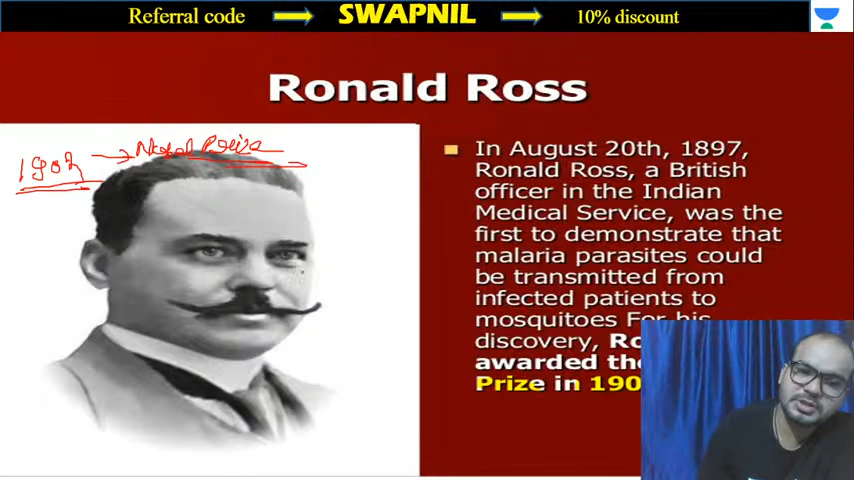 Referral code SWAPNIL 10% discount
Ronald Ross
1902 Nobel Prize
In August 20th, 1897,
Ronald Ross, a British
officer in the Indian
Medical Service, was the
first to demonstrate that
malaria parasites could
be transmitted from
infected patients to
mosquitoes For his
discovery,
awarded the
Prize in 190